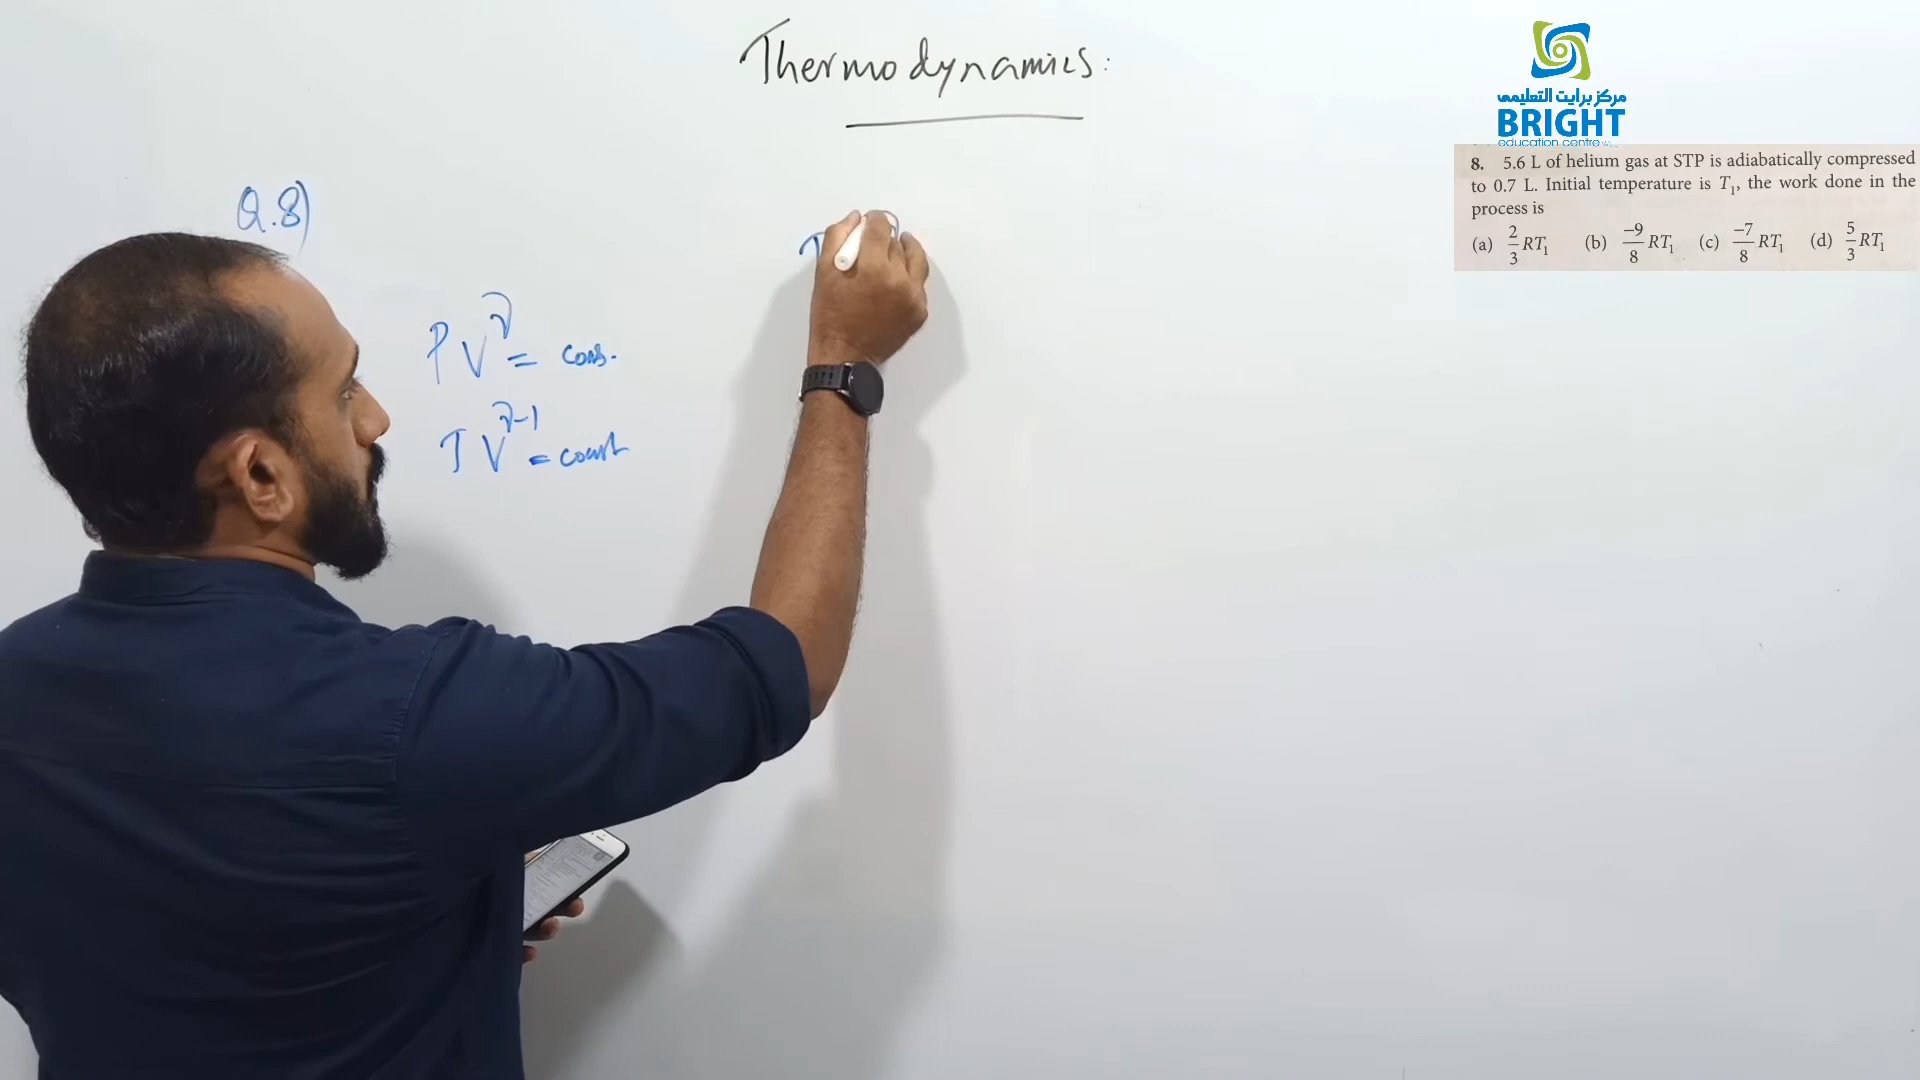 Thermodynamics:
مركز برايت التعليمي
BRIGHT
education centre W.L.L
8. 5.6 L of helium gas at STP is adiabatically compressed
to 0.7 L. Initial temperature is T₁, the work done in the
process is
(a) 2/3 RT₁ (b) −9/8 RT₁ (c) −7/8 RT₁ (d) 5/3 RT₁
Q.8)
PV^γ = cons.
TV^γ-1 = const
T